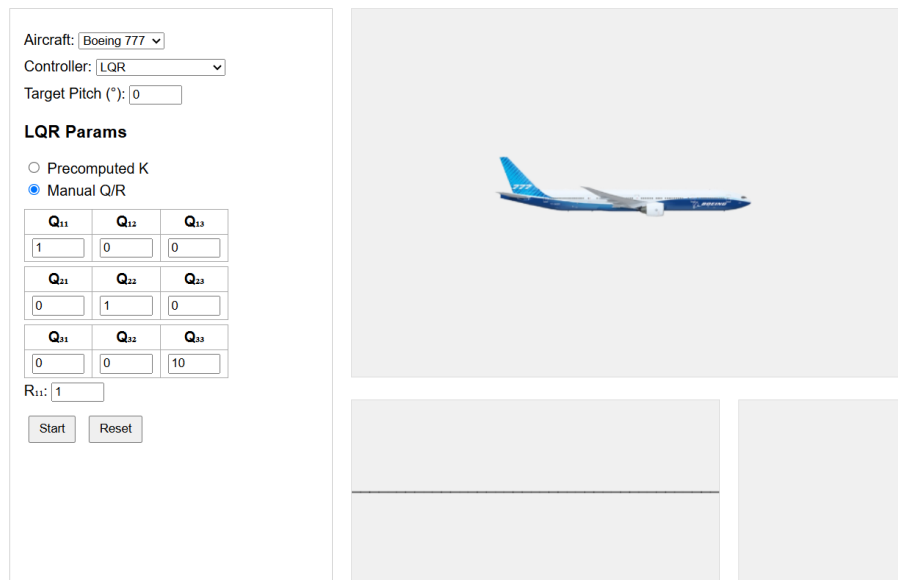 Aircraft: Boeing 777
Controller: LQR
Target Pitch (°): 0
LQR Params
Precomputed K
Manual Q/R
Q₁₁ Q₁₂ Q₁₃
1 0 0
Q₂₁ Q₂₂ Q₂₃
0 1 0
Q₃₁ Q₃₂ Q₃₃
0 0 10
R₁₁: 1
Start Reset
777
BOEING